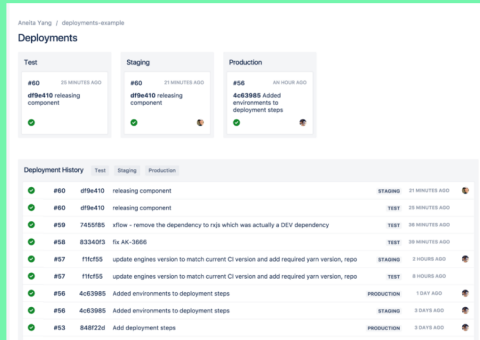 Aneita Yang / deployments-example
Deployments
Test
#60 25 MINUTES AGO
df9e410 releasing
component
Staging
#60 21 MINUTES AGO
df9e410 releasing
component
Production
#56 AN HOUR AGO
4c63985 Added
environments to
deployment steps
Deployment History Test Staging Production
#60 df9e410 releasing component STAGING 21 MINUTES AGO
#60 df9e410 releasing component TEST 25 MINUTES AGO
#59 7455f85 xflow - remove the dependency to rxjs which was actually a DEV dependency TEST 38 MINUTES AGO
#58 83340f3 fix AK-3666 TEST 39 MINUTES AGO
#57 f1fcf55 update engines version to match current CI version and add required yarn version, repo STAGING 2 HOURS AGO
#57 f1fcf55 update engines version to match current CI version and add required yarn version, repo TEST 8 HOURS AGO
#56 4c63985 Added environments to deployment steps PRODUCTION 1 DAY AGO
#56 4c63985 Added environments to deployment steps STAGING 3 DAYS AGO
#53 848f22d Add deployment steps PRODUCTION 3 DAYS AGO